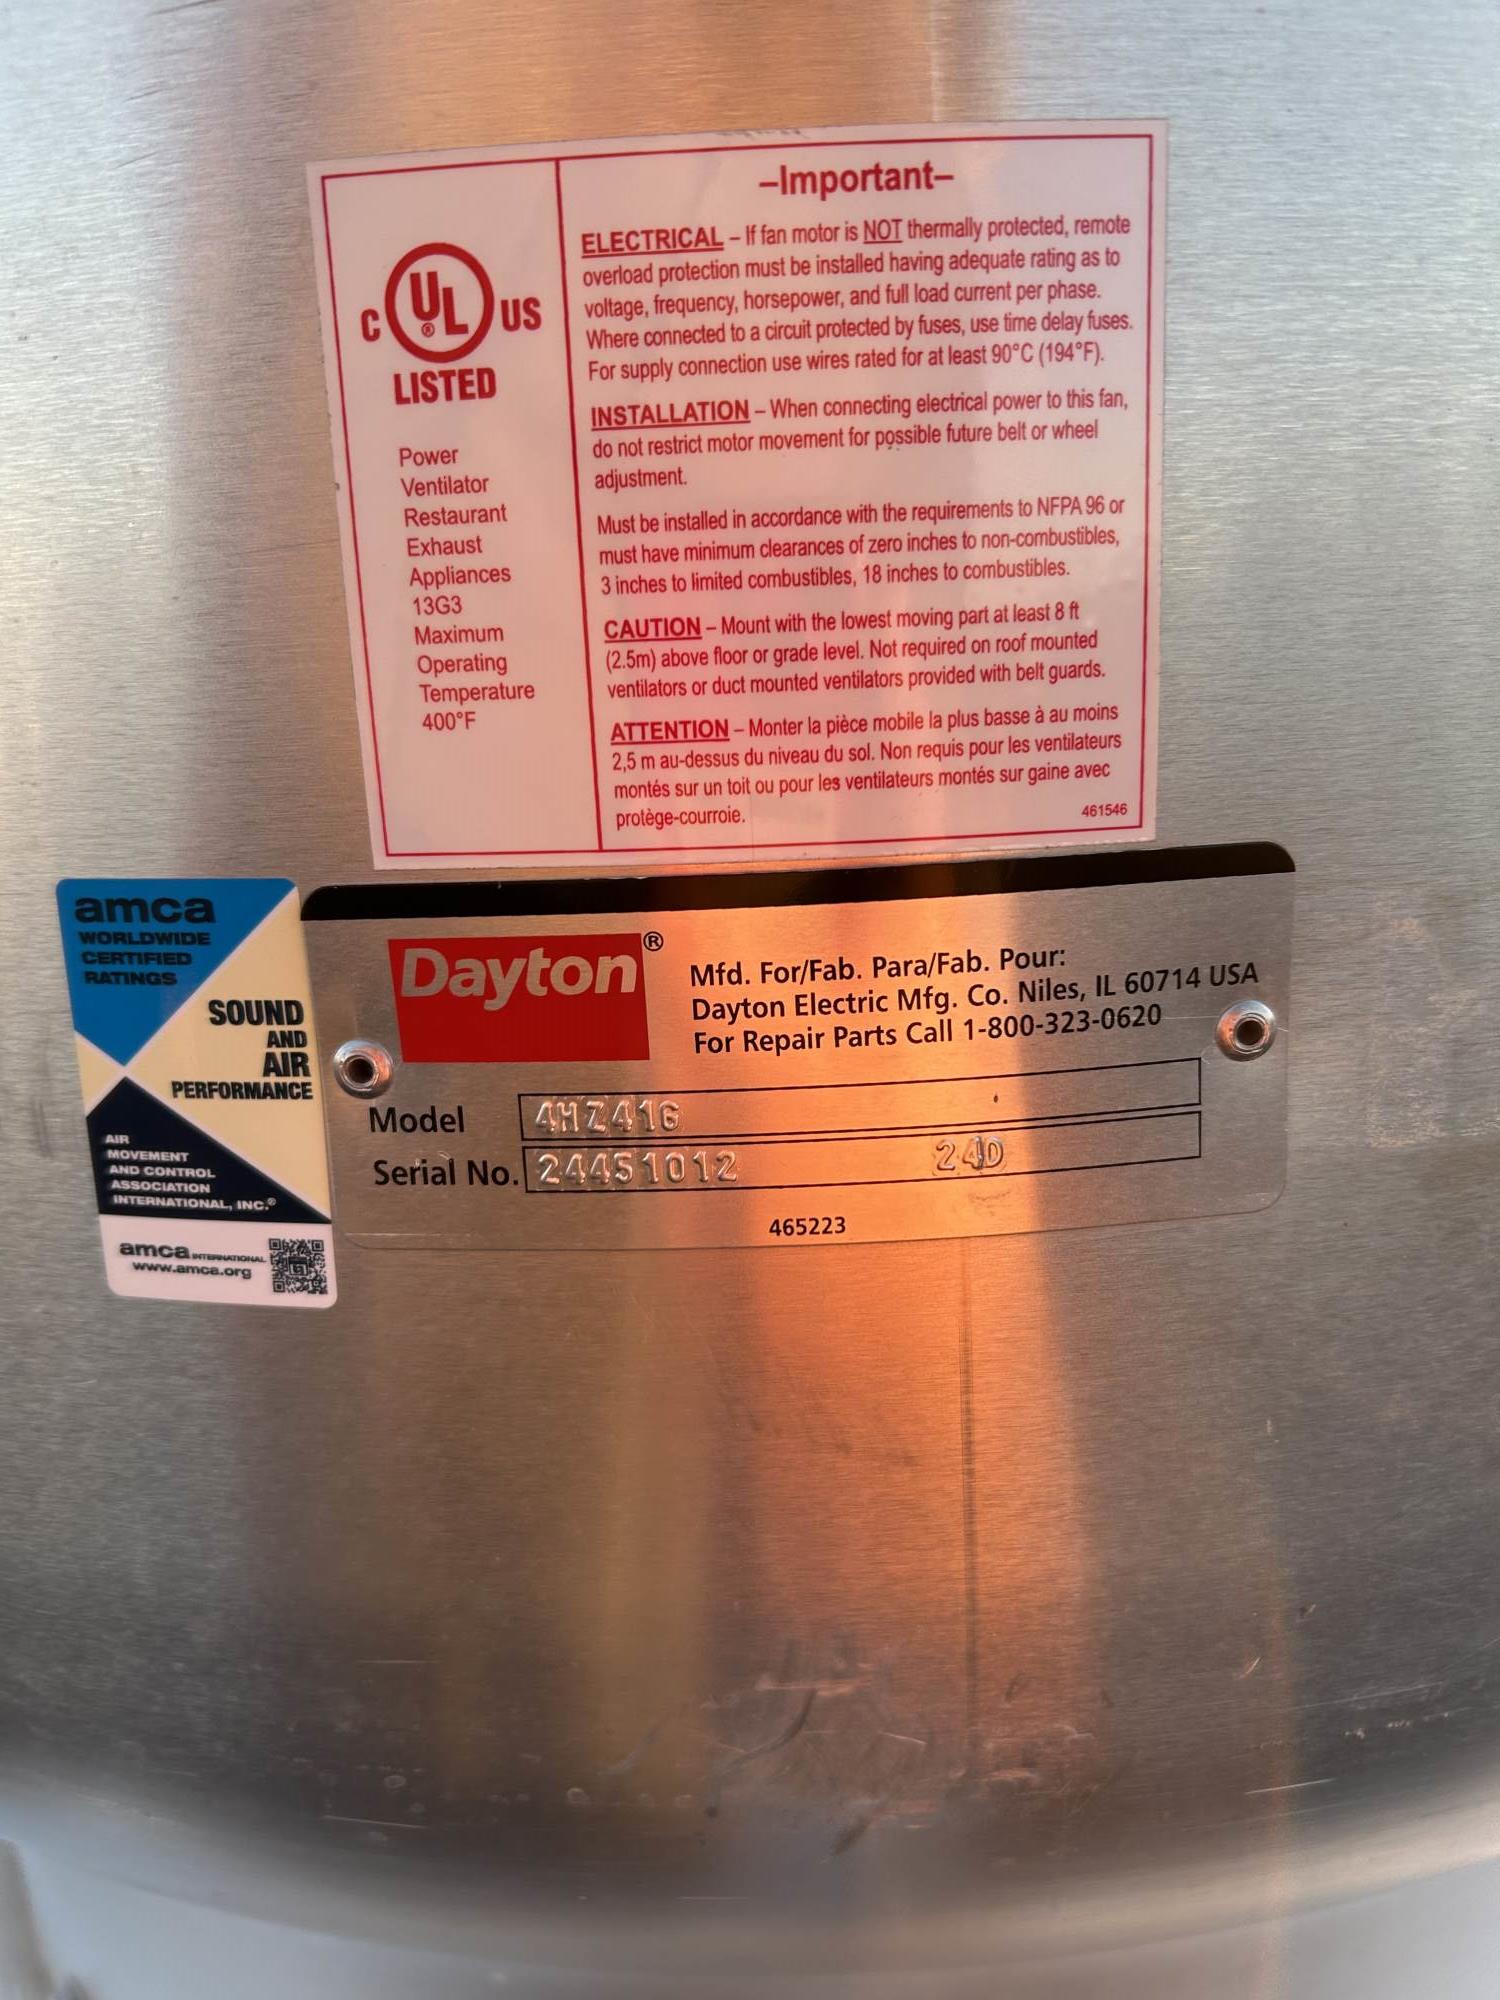 –Important–
C UL ® US
LISTED
Power
Ventilator
Restaurant
Exhaust
Appliances
13G3
Maximum
Operating
Temperature
400°F
ELECTRICAL – If fan motor is NOT thermally protected, remote
overload protection must be installed having adequate rating as to
voltage, frequency, horsepower, and full load current per phase.
Where connected to a circuit protected by fuses, use time delay fuses.
For supply connection use wires rated for at least 90°C (194°F).
INSTALLATION – When connecting electrical power to this fan,
do not restrict motor movement for possible future belt or wheel
adjustment.
Must be installed in accordance with the requirements to NFPA 96 or
must have minimum clearances of zero inches to non-combustibles,
3 inches to limited combustibles, 18 inches to combustibles.
CAUTION – Mount with the lowest moving part at least 8 ft
(2.5m) above floor or grade level. Not required on roof mounted
ventilators or duct mounted ventilators provided with belt guards.
ATTENTION – Monter la pièce mobile la plus basse à au moins
2,5 m au-dessus du niveau du sol. Non requis pour les ventilateurs
montés sur un toit ou pour les ventilateurs montés sur gaine avec
protège-courroie.
461546
amca
WORLDWIDE
CERTIFIED
RATINGS
SOUND
AND
AIR
PERFORMANCE
AIR
MOVEMENT
AND CONTROL
ASSOCIATION
INTERNATIONAL, INC.®
amca INTERNATIONAL
www.amca.org
Dayton®
Mfd. For/Fab. Para/Fab. Pour:
Dayton Electric Mfg. Co. Niles, IL 60714 USA
For Repair Parts Call 1-800-323-0620
Model 4HZ41G
Serial No. 24451012 24D
465223